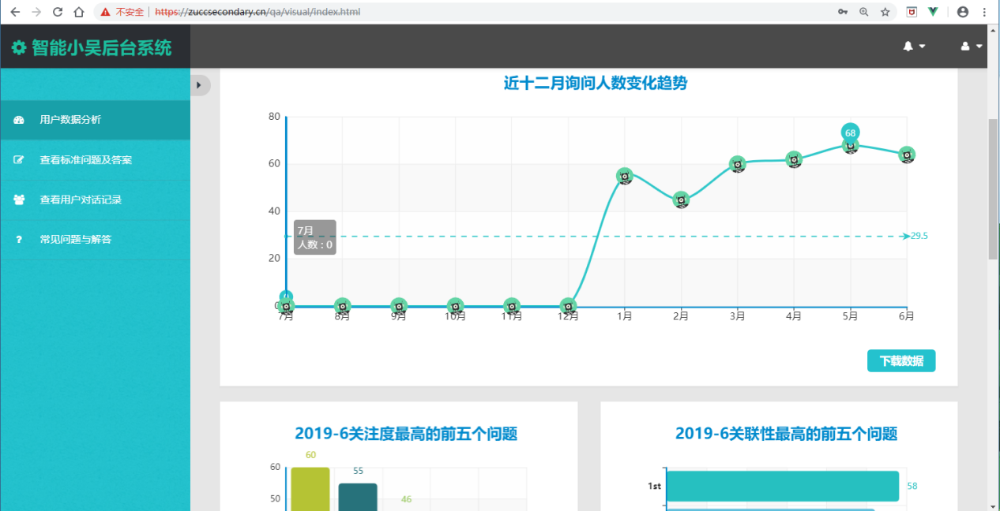 不安全 https://zuccsecondary.cn/qa/visual/index.html
智能小吴后台系统
用户数据分析
查看标准问题及答案
查看用户对话记录
常见问题与解答
近十二月询问人数变化趋势
80
60
40
20
0
68
29.5
7月
人数 : 0
7月 8月 9月 10月 11月 12月 1月 2月 3月 4月 5月 6月
下载数据
2019-6关注度最高的前五个问题
60
50
60
55
46
2019-6关联性最高的前五个问题
1st
58